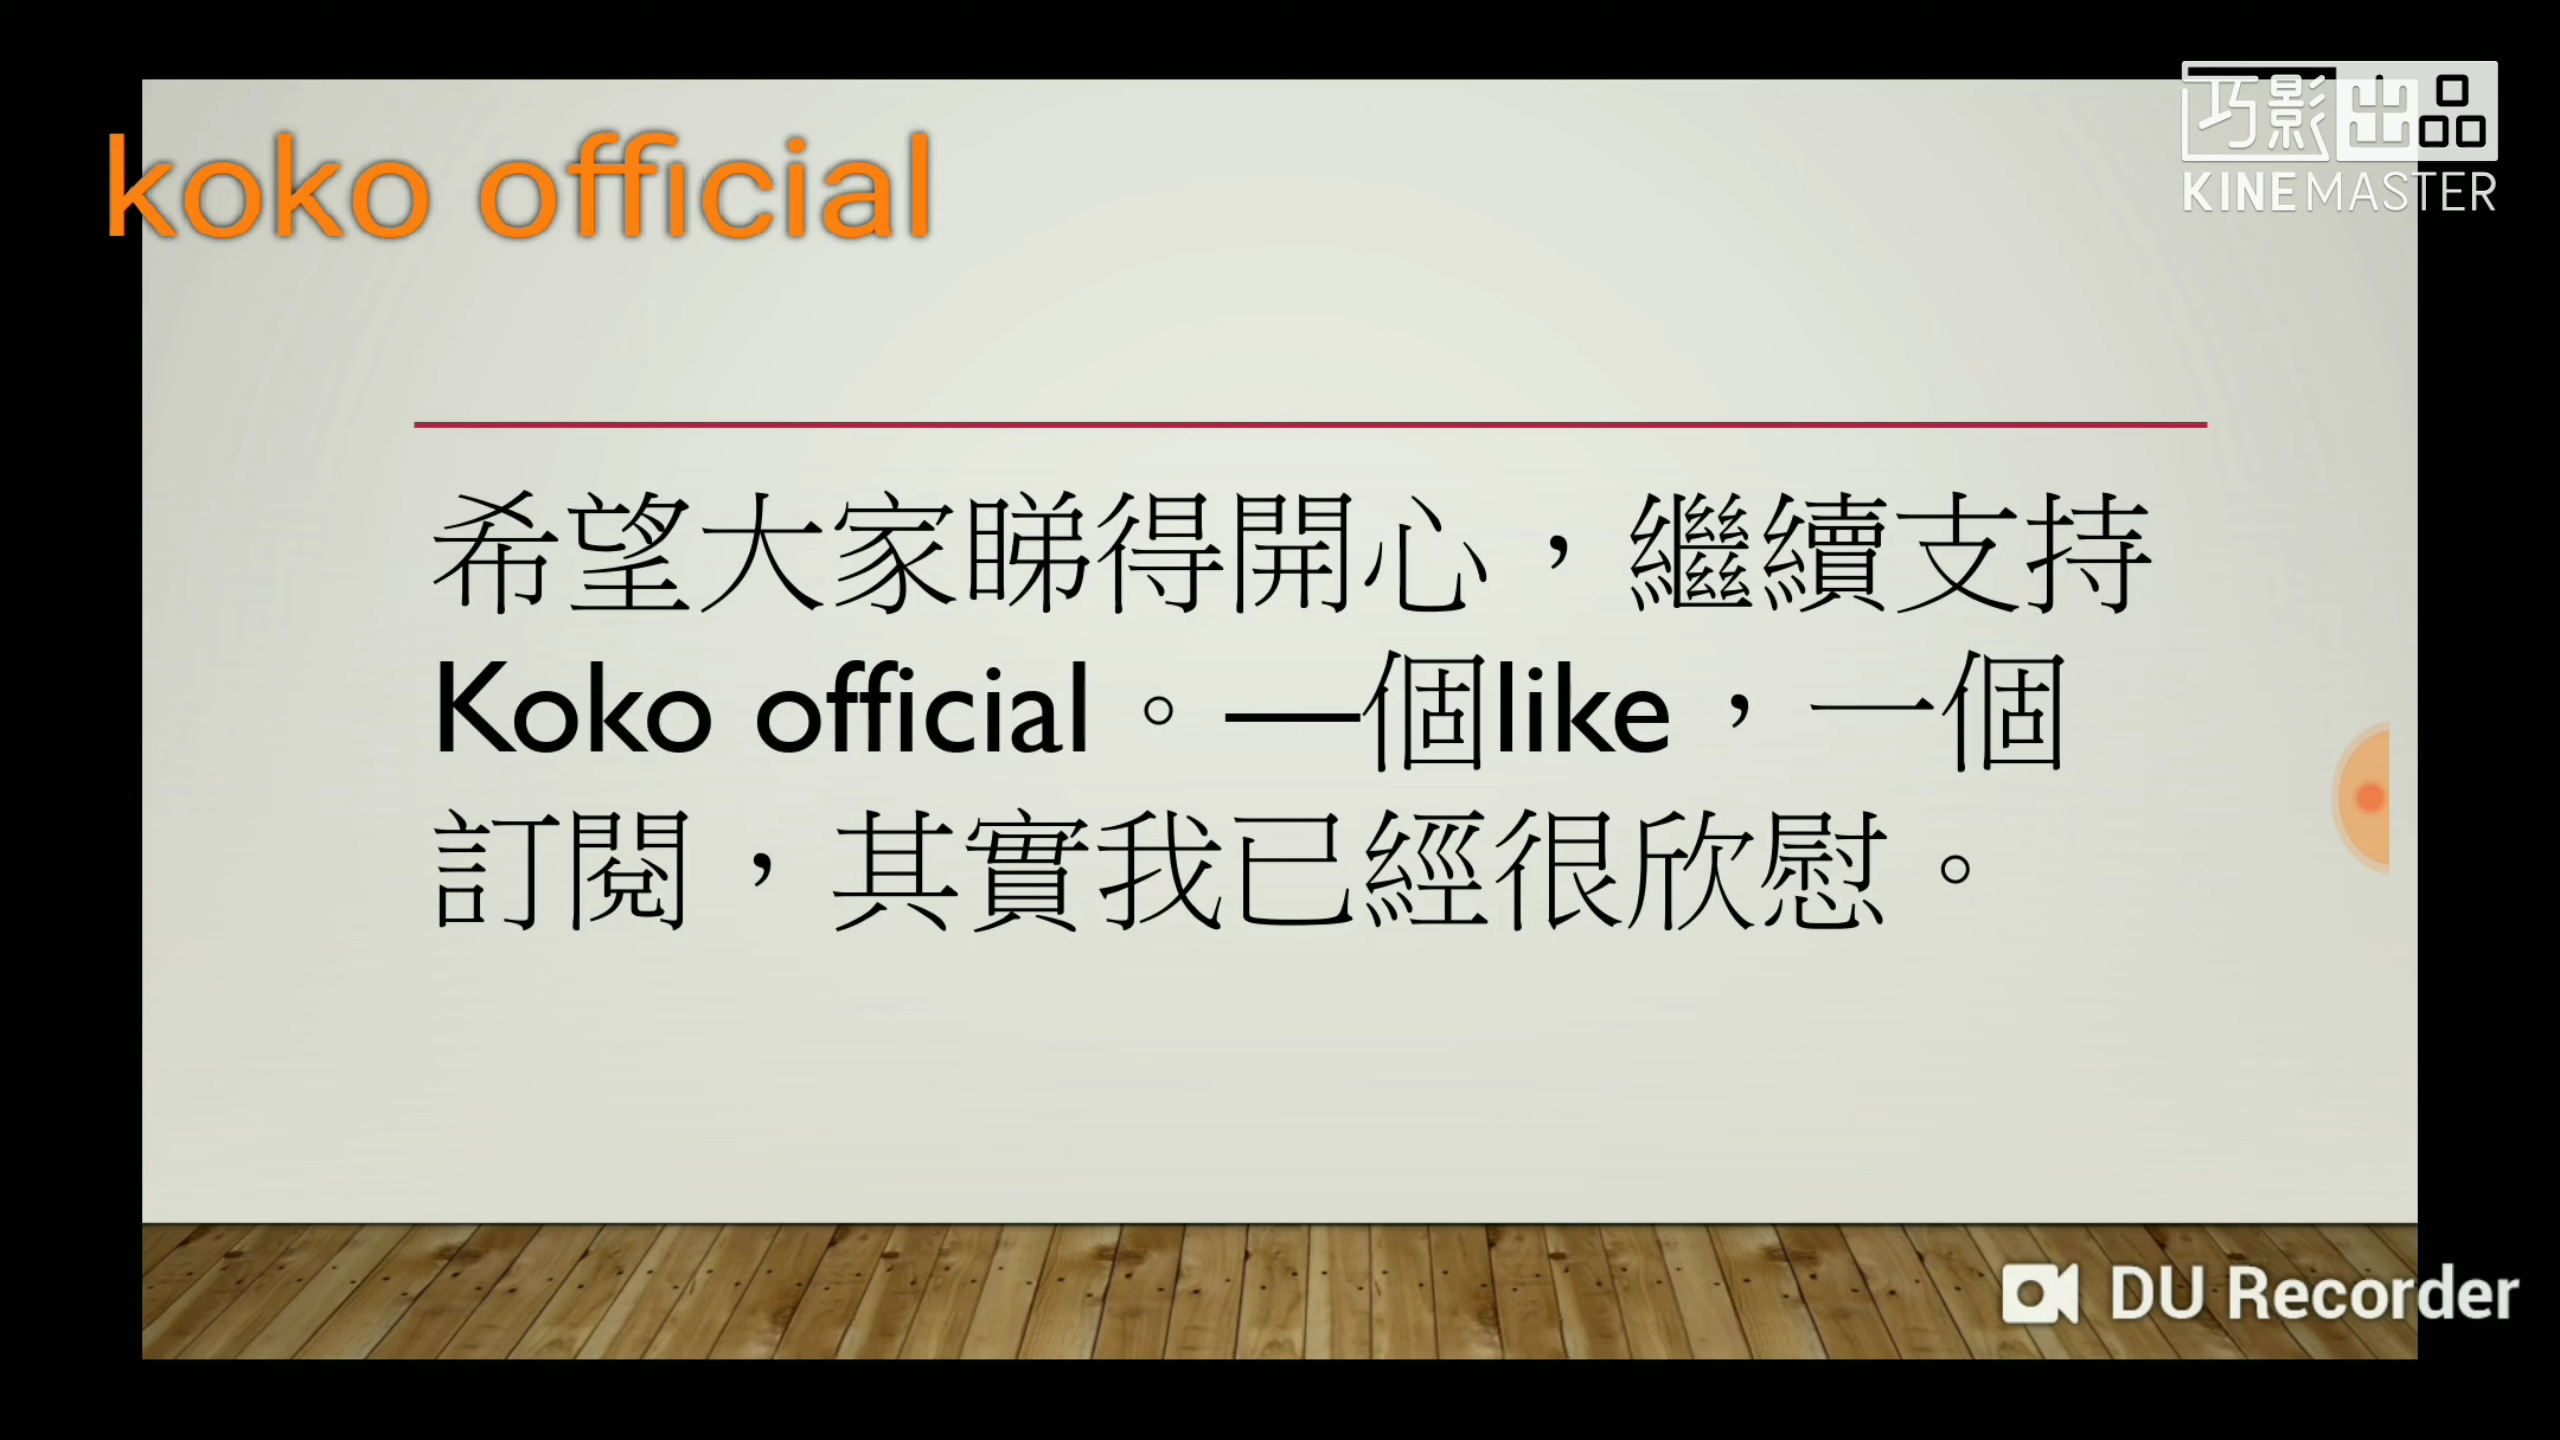 koko official
巧影出品
KINEMASTER
希望大家睇得開心，繼續支持
Koko official。—個like，一個
訂閱，其實我已經很欣慰。
DU Recorder